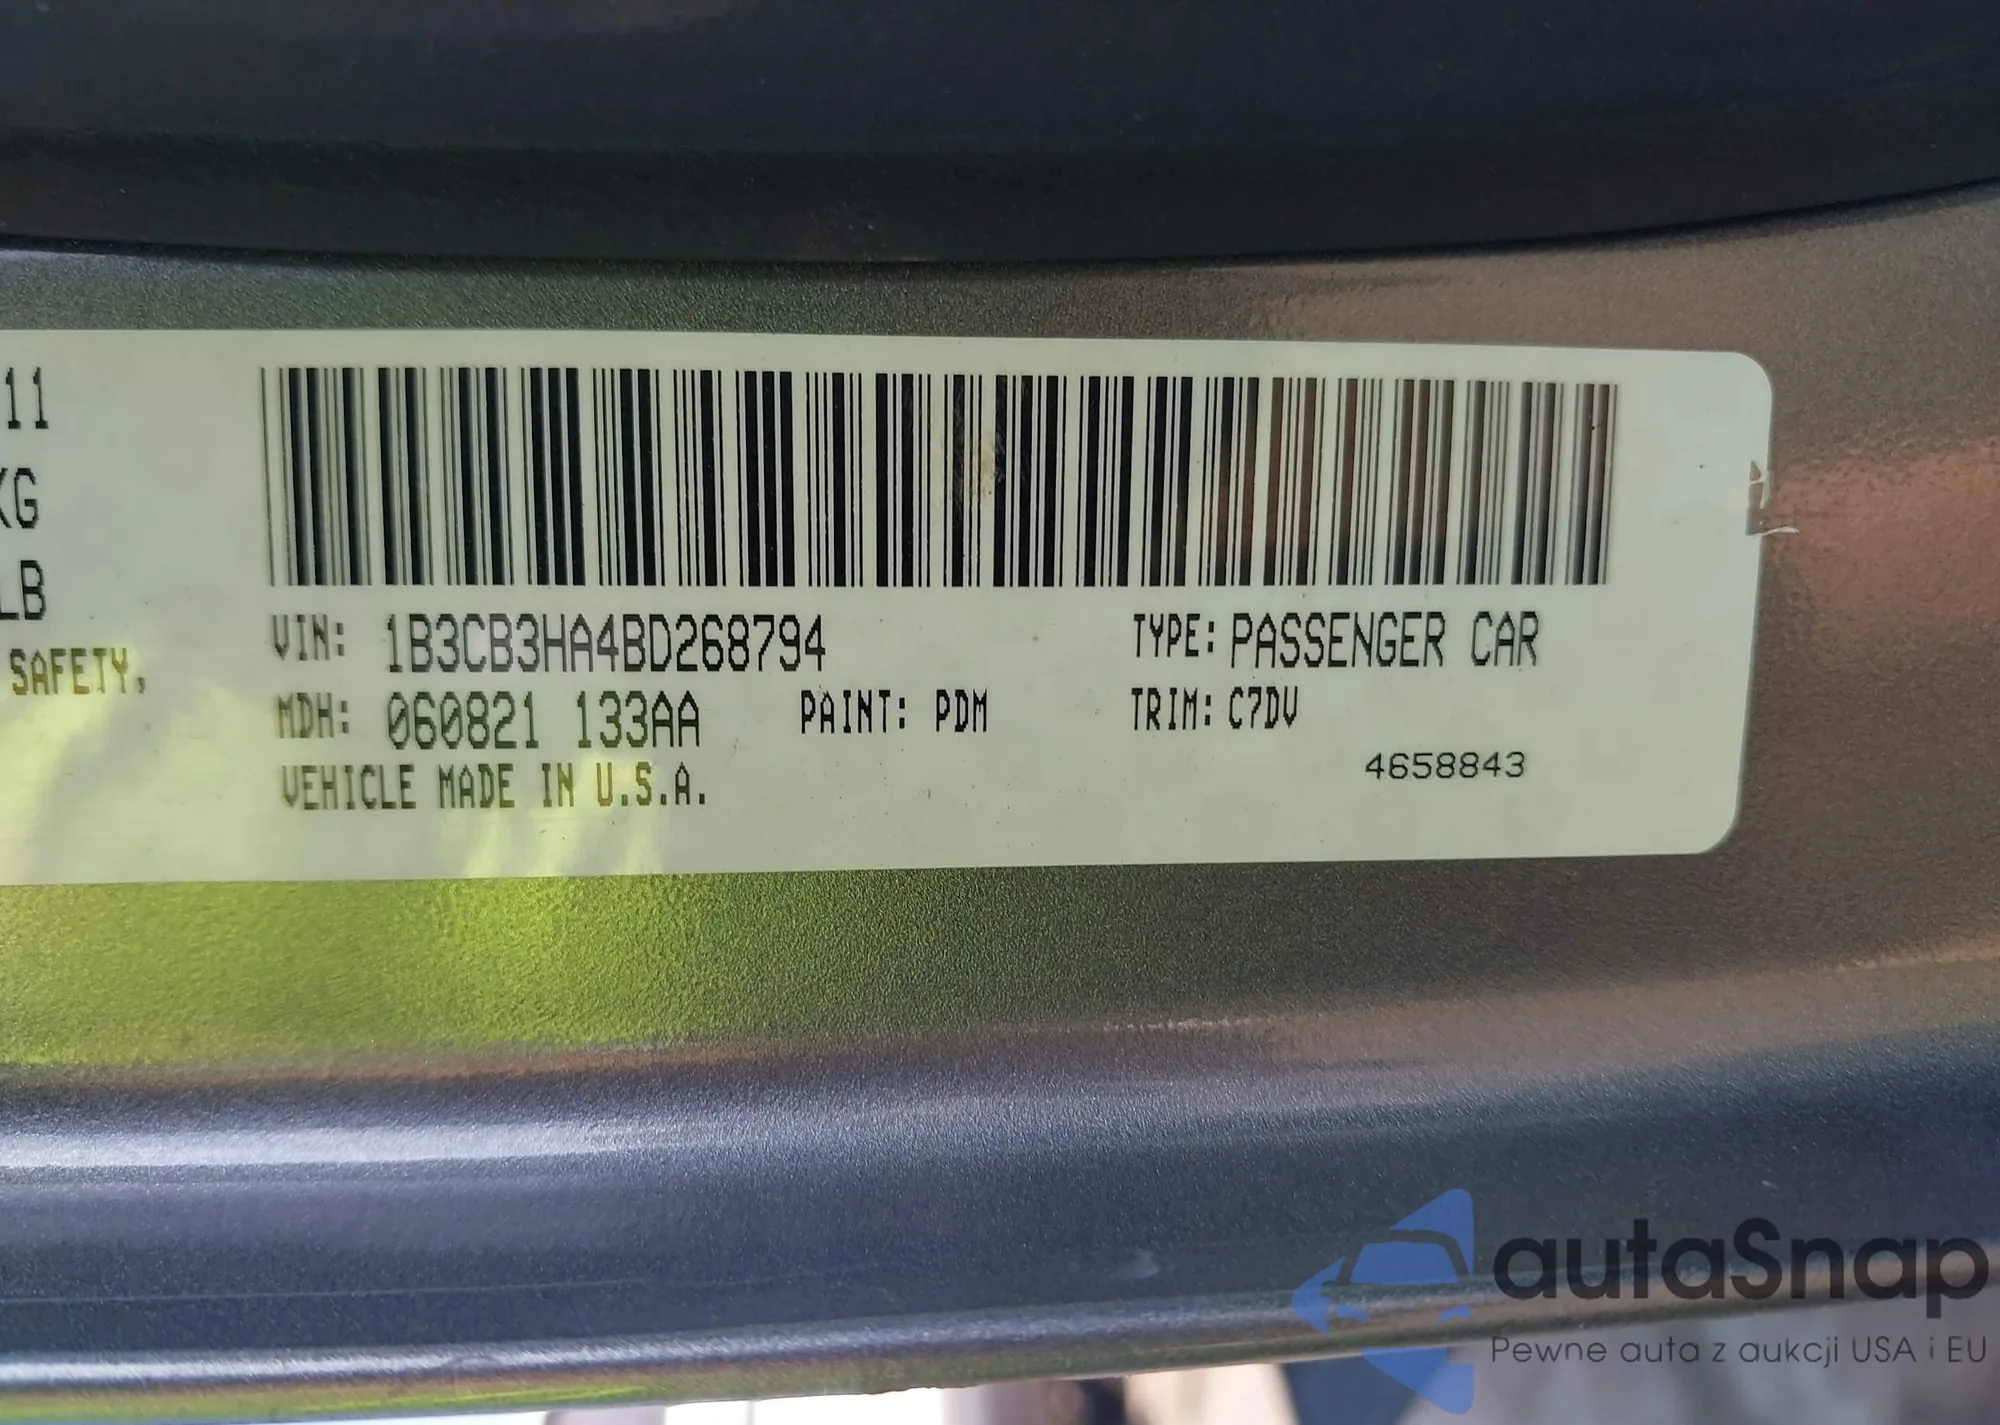 11
KG
LB
SAFETY,
VIN: 1B3CB3HA4BD268794
TYPE: PASSENGER CAR
MDH: 060821 133AA
PAINT: PDM
TRIM: C7DV
VEHICLE MADE IN U.S.A.
4658843
autaSnap
Pewne auta z aukcji USA i EU